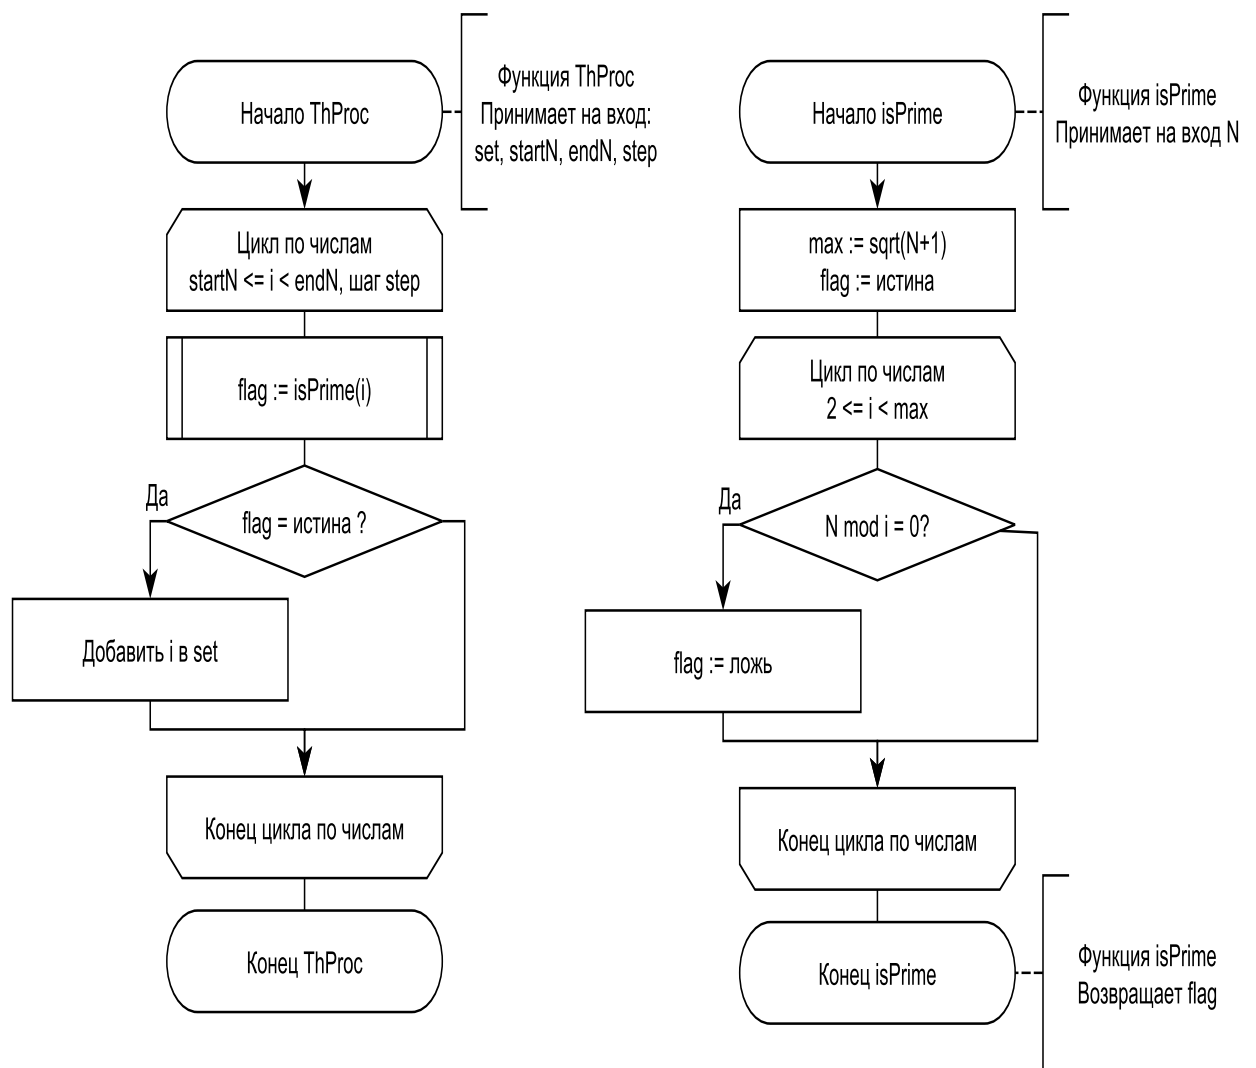 Начало ThProc
Функция ThProc
Принимает на вход:
set, startN, endN, step
Цикл по числам
startN <= i < endN, шаг step
flag := isPrime(i)
Да
flag = истина ?
Добавить i в set
Конец цикла по числам
Конец ThProc
Начало isPrime
Функция isPrime
Принимает на вход N
max := sqrt(N+1)
flag := истина
Цикл по числам
2 <= i < max
Да
N mod i = 0?
flag := ложь
Конец цикла по числам
Конец isPrime
Функция isPrime
Возвращает flag